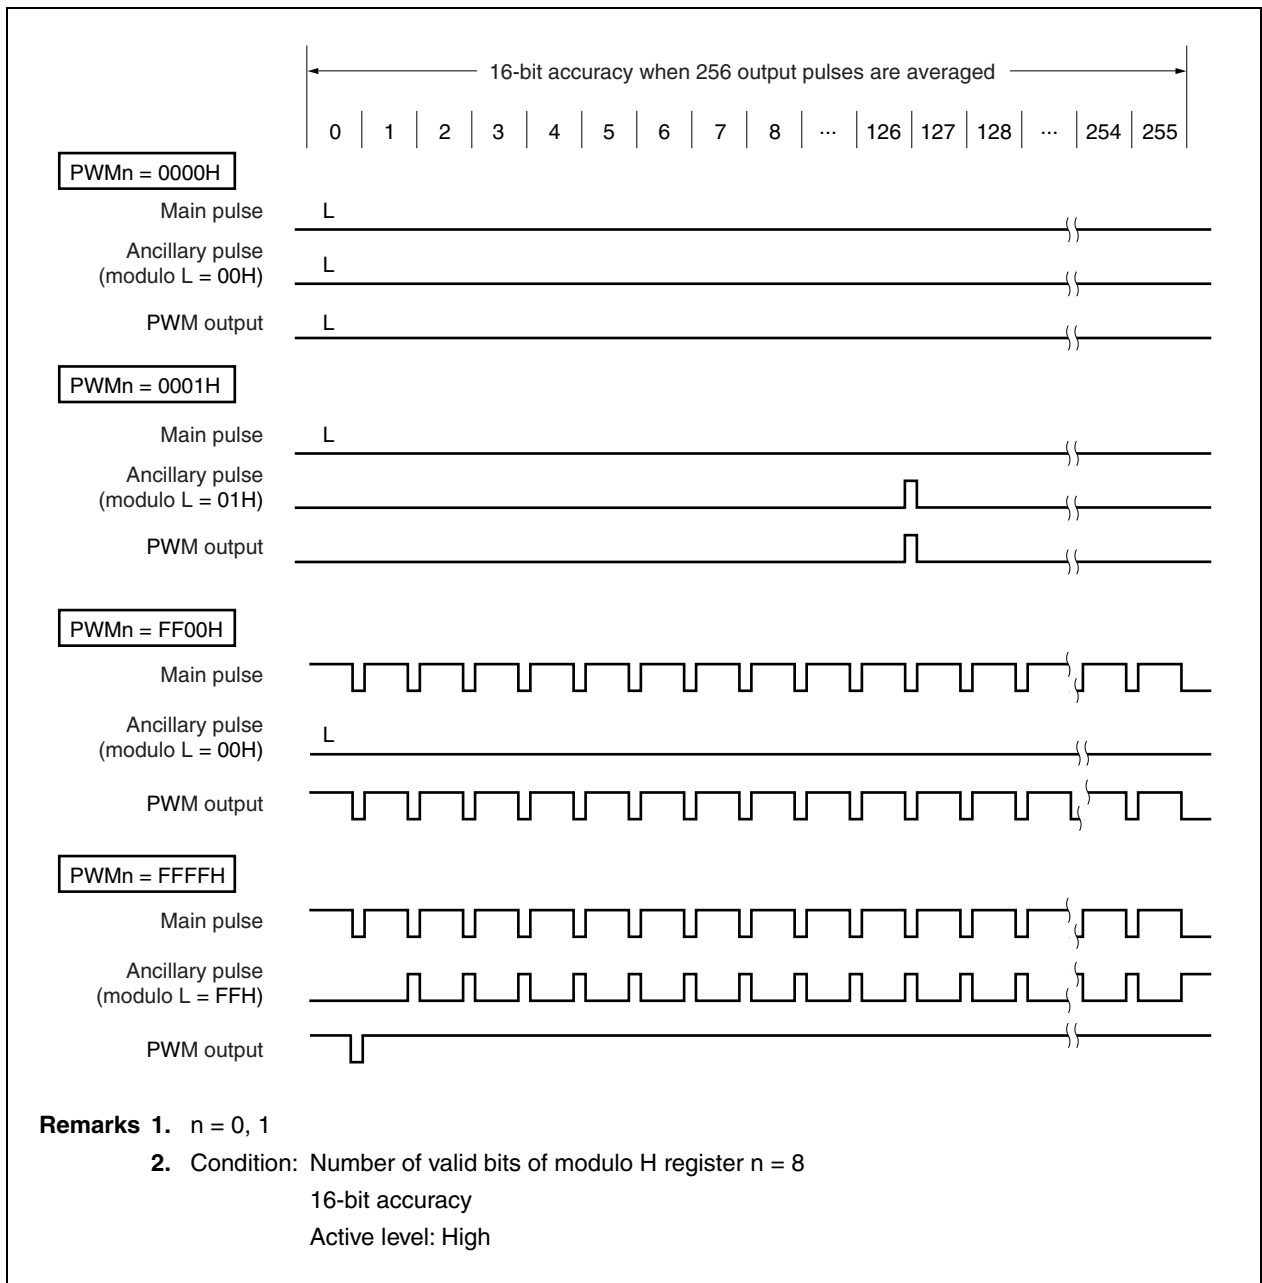 16-bit accuracy when 256 output pulses are averaged
0 1 2 3 4 5 6 7 8 ... 126 127 128 ... 254 255
PWMn = 0000H
Main pulse L
Ancillary pulse
(modulo L = 00H) L
PWM output L
PWMn = 0001H
Main pulse L
Ancillary pulse
(modulo L = 01H)
PWM output
PWMn = FF00H
Main pulse
Ancillary pulse
(modulo L = 00H) L
PWM output
PWMn = FFFFH
Main pulse
Ancillary pulse
(modulo L = FFH)
PWM output
Remarks 1. n = 0, 1
2. Condition: Number of valid bits of modulo H register n = 8
16-bit accuracy
Active level: High